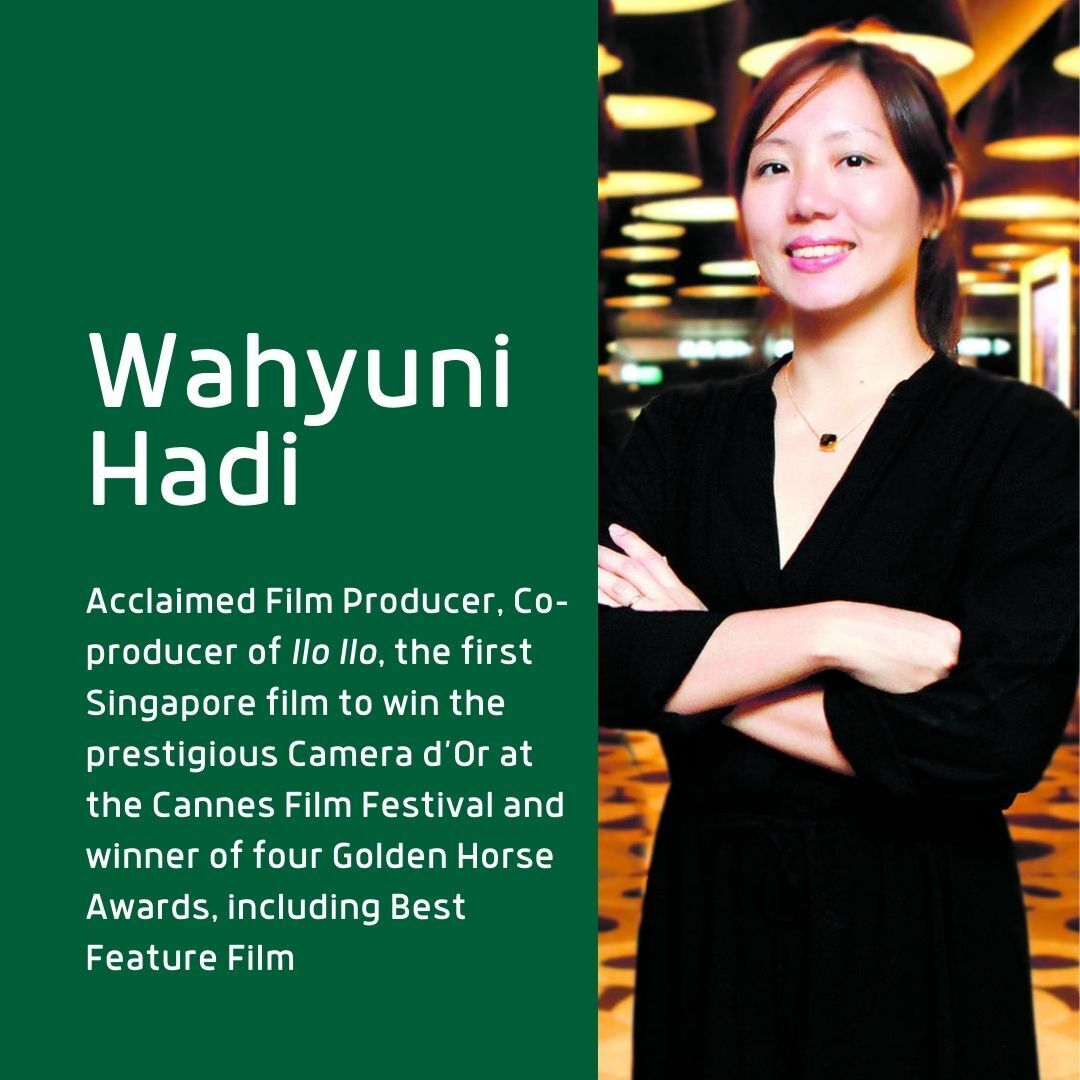 Wahyuni
Hadi
Acclaimed Film Producer, Co-
producer of Ilo Ilo, the first
Singapore film to win the
prestigious Camera d'Or at
the Cannes Film Festival and
winner of four Golden Horse
Awards, including Best
Feature Film